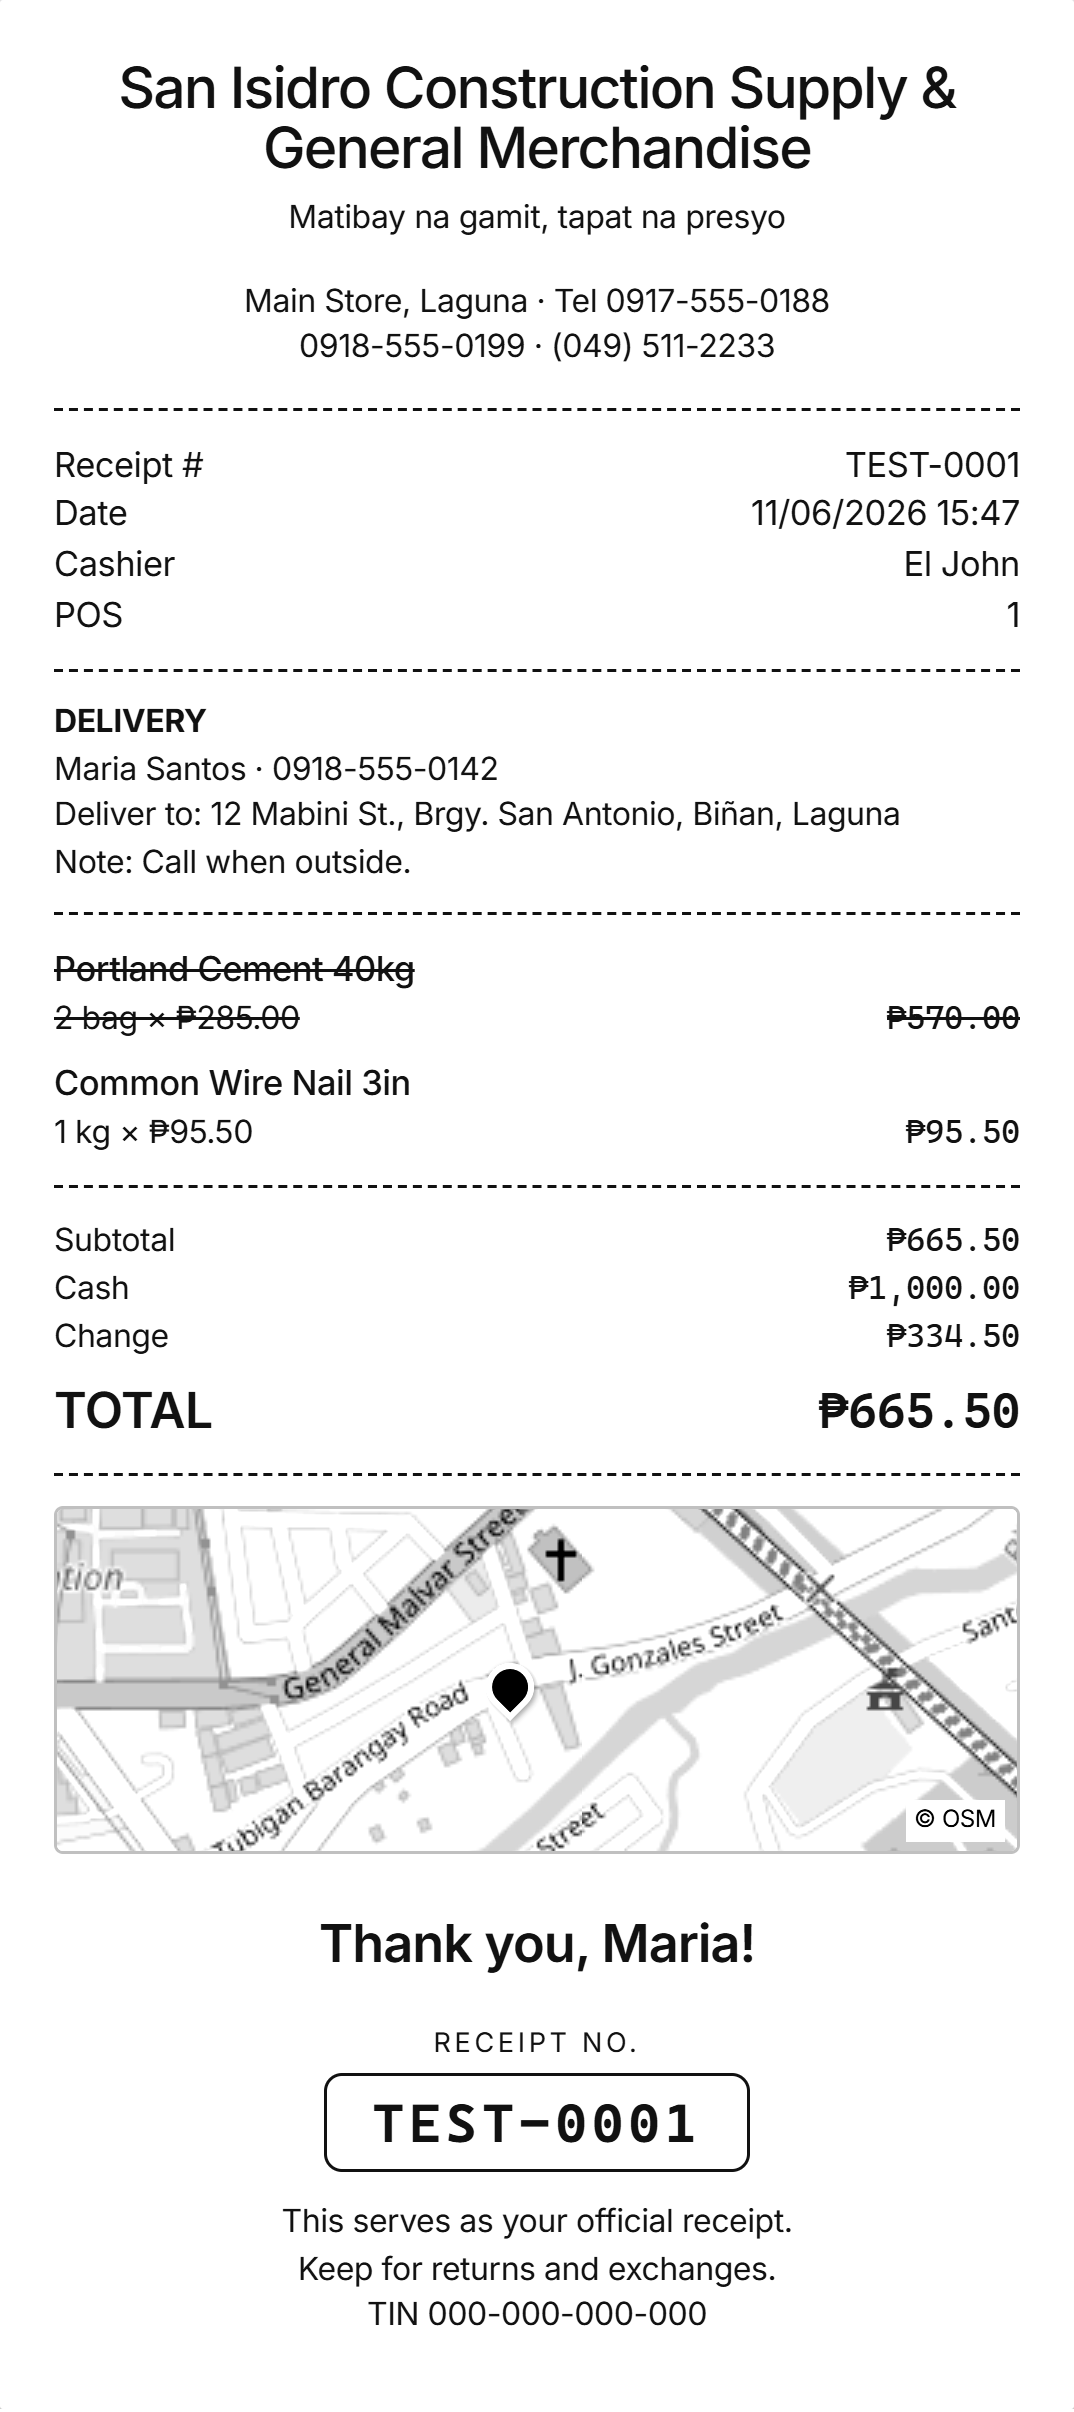 San Isidro Construction Supply &
General Merchandise
Matibay na gamit, tapat na presyo
Main Store, Laguna · Tel 0917-555-0188
0918-555-0199 · (049) 511-2233
Receipt # TEST-0001
Date 11/06/2026 15:47
Cashier El John
POS 1
DELIVERY
Maria Santos · 0918-555-0142
Deliver to: 12 Mabini St., Brgy. San Antonio, Biñan, Laguna
Note: Call when outside.
Portland Cement 40kg
2 bag × ₱285.00 ₱570.00
Common Wire Nail 3in
1 kg × ₱95.50 ₱95.50
Subtotal ₱665.50
Cash ₱1,000.00
Change ₱334.50
TOTAL ₱665.50
General Malvar Street
J. Gonzales Street
Sant
Tubigan Barangay Road
Street
© OSM
Thank you, Maria!
RECEIPT NO.
TEST-0001
This serves as your official receipt.
Keep for returns and exchanges.
TIN 000-000-000-000